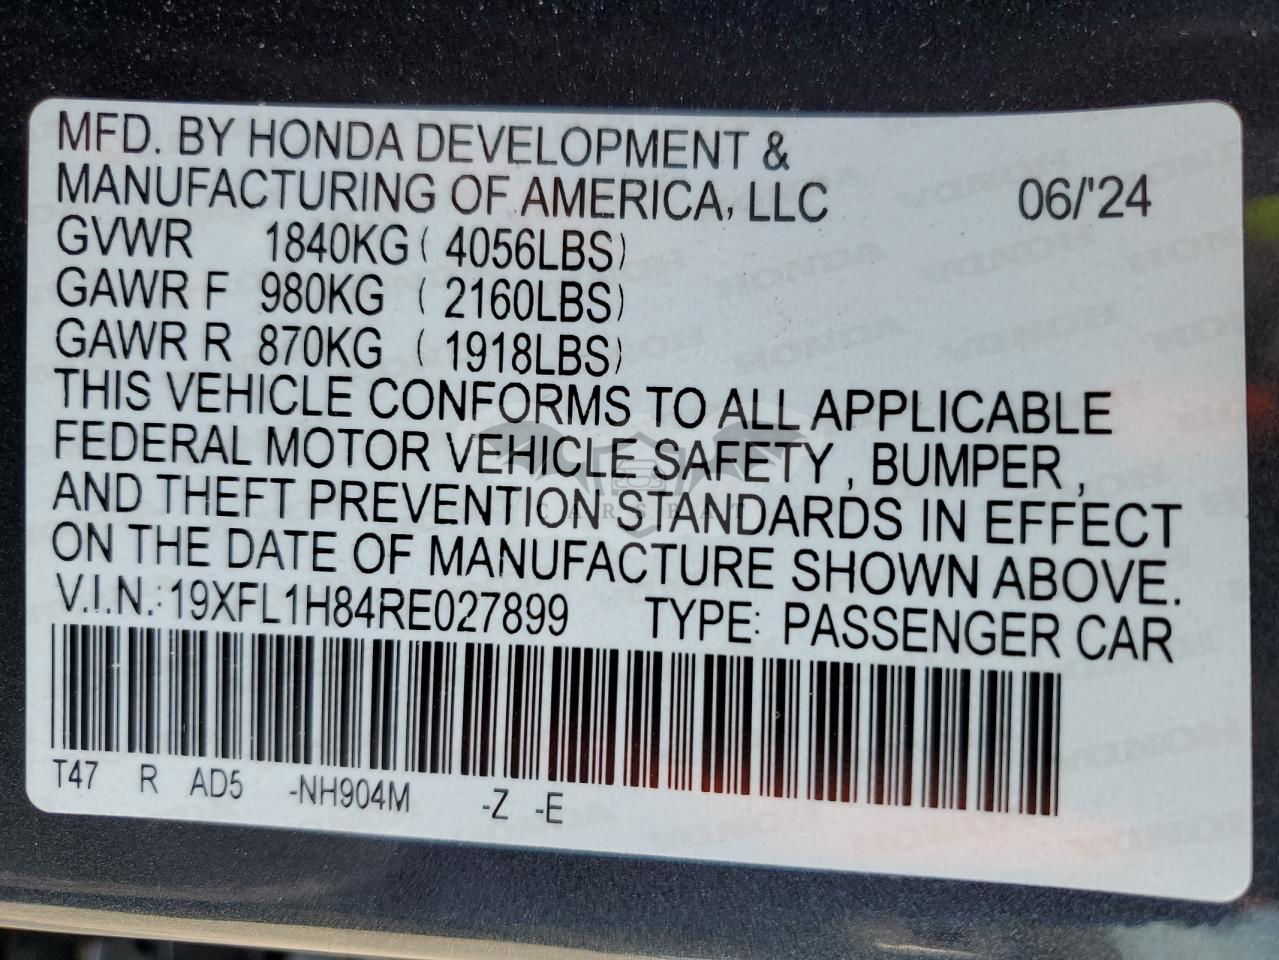 MFD. BY HONDA DEVELOPMENT &
MANUFACTURING OF AMERICA, LLC 06/'24
GVWR 1840KG ( 4056LBS)
GAWR F 980KG ( 2160LBS)
GAWR R 870KG ( 1918LBS)
THIS VEHICLE CONFORMS TO ALL APPLICABLE
FEDERAL MOTOR VEHICLE SAFETY , BUMPER ,
AND THEFT PREVENTION STANDARDS IN EFFECT
ON THE DATE OF MANUFACTURE SHOWN ABOVE.
V.I.N.: 19XFL1H84RE027899 TYPE: PASSENGER CAR
T47 R AD5 -NH904M -Z -E
CARSBAT